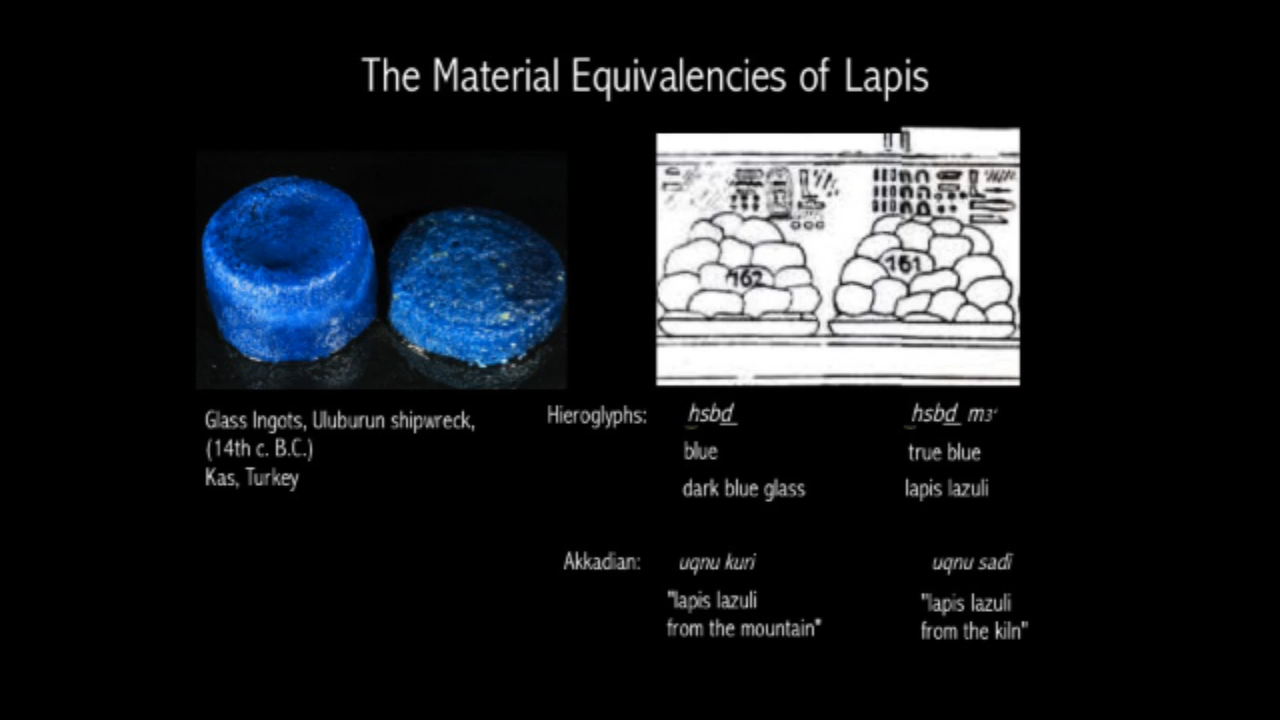 The Material Equivalencies of Lapis
162
161
Glass Ingots, Uluburun shipwreck,
(14th c. B.C.)
Kas, Turkey
Hieroglyphs: ḫsbḏ ḫsbḏ m3ʿ
blue true blue
dark blue glass lapis lazuli
Akkadian: uqnu kuri uqnu sadî
"lapis lazuli "lapis lazuli
from the mountain" from the kiln"